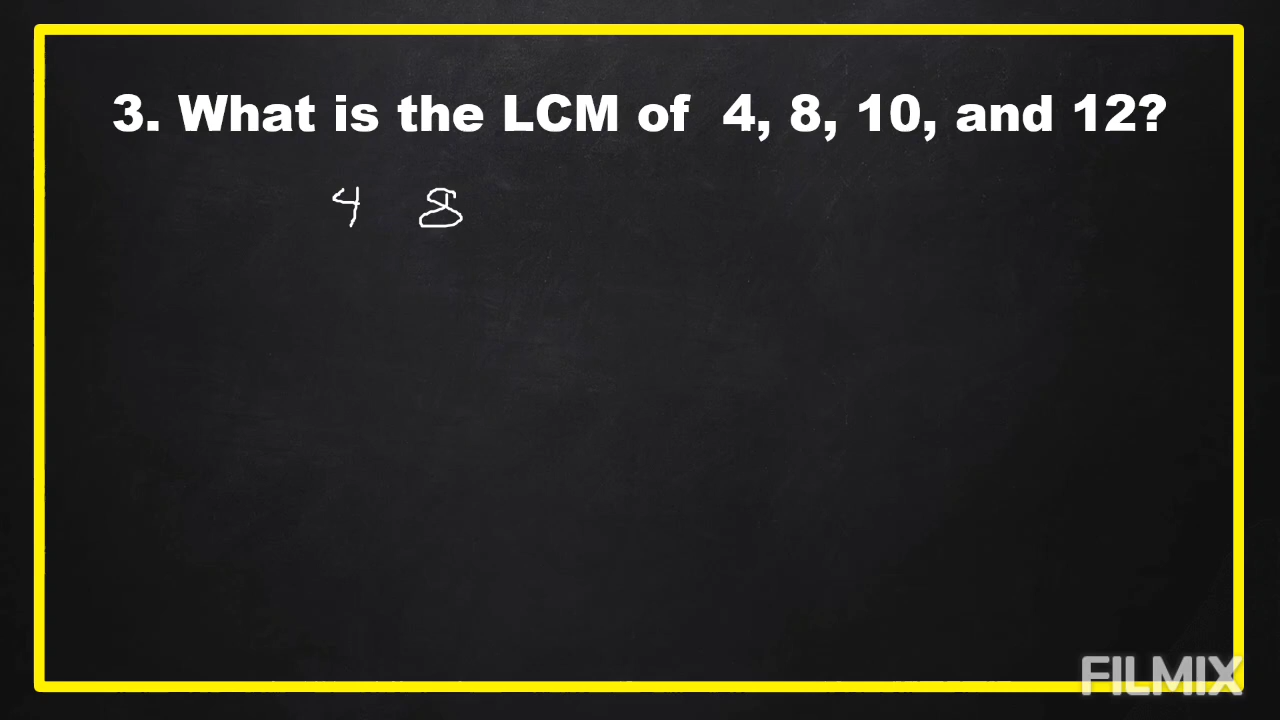 3. What is the LCM of 4, 8, 10, and 12?
4 8
FILMIX